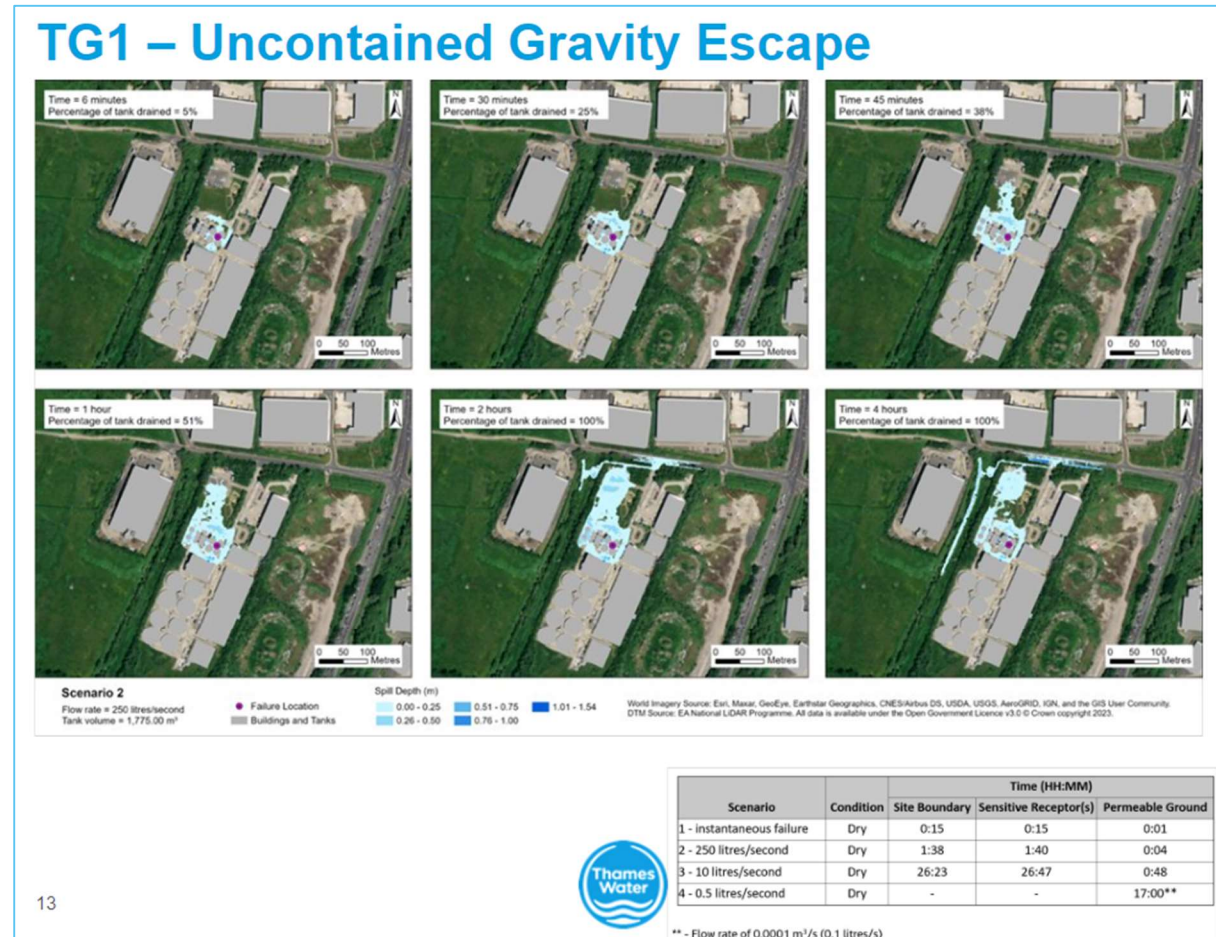 TG1 – Uncontained Gravity Escape
Time = 6 minutes
Percentage of tank drained = 5%
N
0 50 100
Metres
Time = 30 minutes
Percentage of tank drained = 25%
N
0 50 100
Metres
Time = 45 minutes
Percentage of tank drained = 38%
N
0 50 100
Metres
Time = 1 hour
Percentage of tank drained = 51%
N
0 50 100
Metres
Time = 2 hours
Percentage of tank drained = 100%
N
0 50 100
Metres
Time = 4 hours
Percentage of tank drained = 100%
N
0 50 100
Metres
Scenario 2
Flow rate = 250 litres/second
Tank volume = 1,775.00 m³
Failure Location
Buildings and Tanks
Spill Depth (m)
0.00 - 0.25 0.51 - 0.75 1.01 - 1.54
0.26 - 0.50 0.76 - 1.00
World Imagery Source: Esri, Maxar, GeoEye, Earthstar Geographics, CNES/Airbus DS, USDA, USGS, AeroGRID, IGN, and the GIS User Community.
DTM Source: EA National LiDAR Programme. All data is available under the Open Government Licence v3.0 © Crown copyright 2023.
Time (HH:MM)
Scenario Condition Site Boundary Sensitive Receptor(s) Permeable Ground
1 - instantaneous failure Dry 0:15 0:15 0:01
2 - 250 litres/second Dry 1:38 1:40 0:04
3 - 10 litres/second Dry 26:23 26:47 0:48
4 - 0.5 litres/second Dry - - 17:00**
** - Flow rate of 0.0001 m³/s (0.1 litres/s)
Thames
Water
13